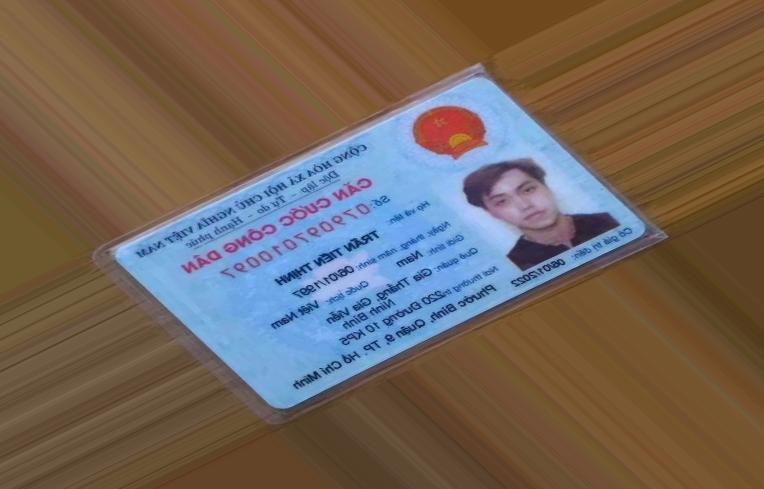 CỘNG HÒA XÃ HỘI CHỦ NGHĨA VIỆT NAM
Độc lập - Tự do - Hạnh phúc
CĂN CƯỚC CÔNG DÂN
Số: 079097010097
Họ và tên:
TRẦN TIẾN THỊNH
Ngày, tháng, năm sinh: 06/01/1997
Giới tính: Nam Quốc tịch: Việt Nam
Quê quán: Gia Thắng Gia Viễn
Ninh Bình
Nơi thường trú: 220 Đường 10 KP5
Phước Bình, Quận 9, TP. Hồ Chí Minh
Có giá trị đến: 06/01/2022